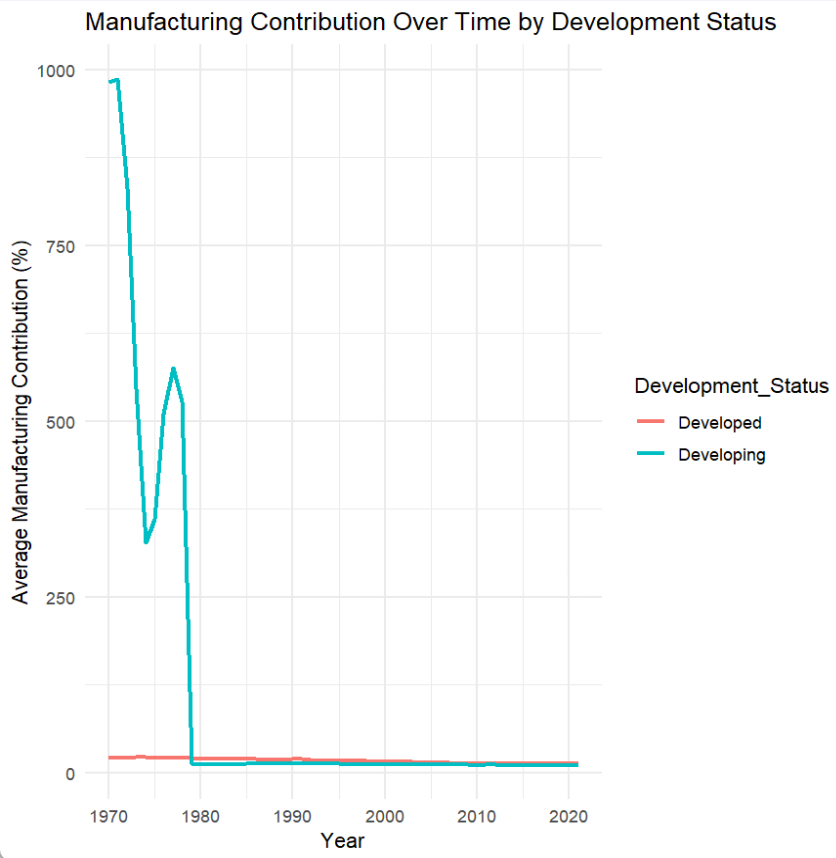 Manufacturing Contribution Over Time by Development Status
1000
750
500
250
0
Average Manufacturing Contribution (%)
1970
1980
1990
2000
2010
2020
Year
Development_Status
Developed
Developing